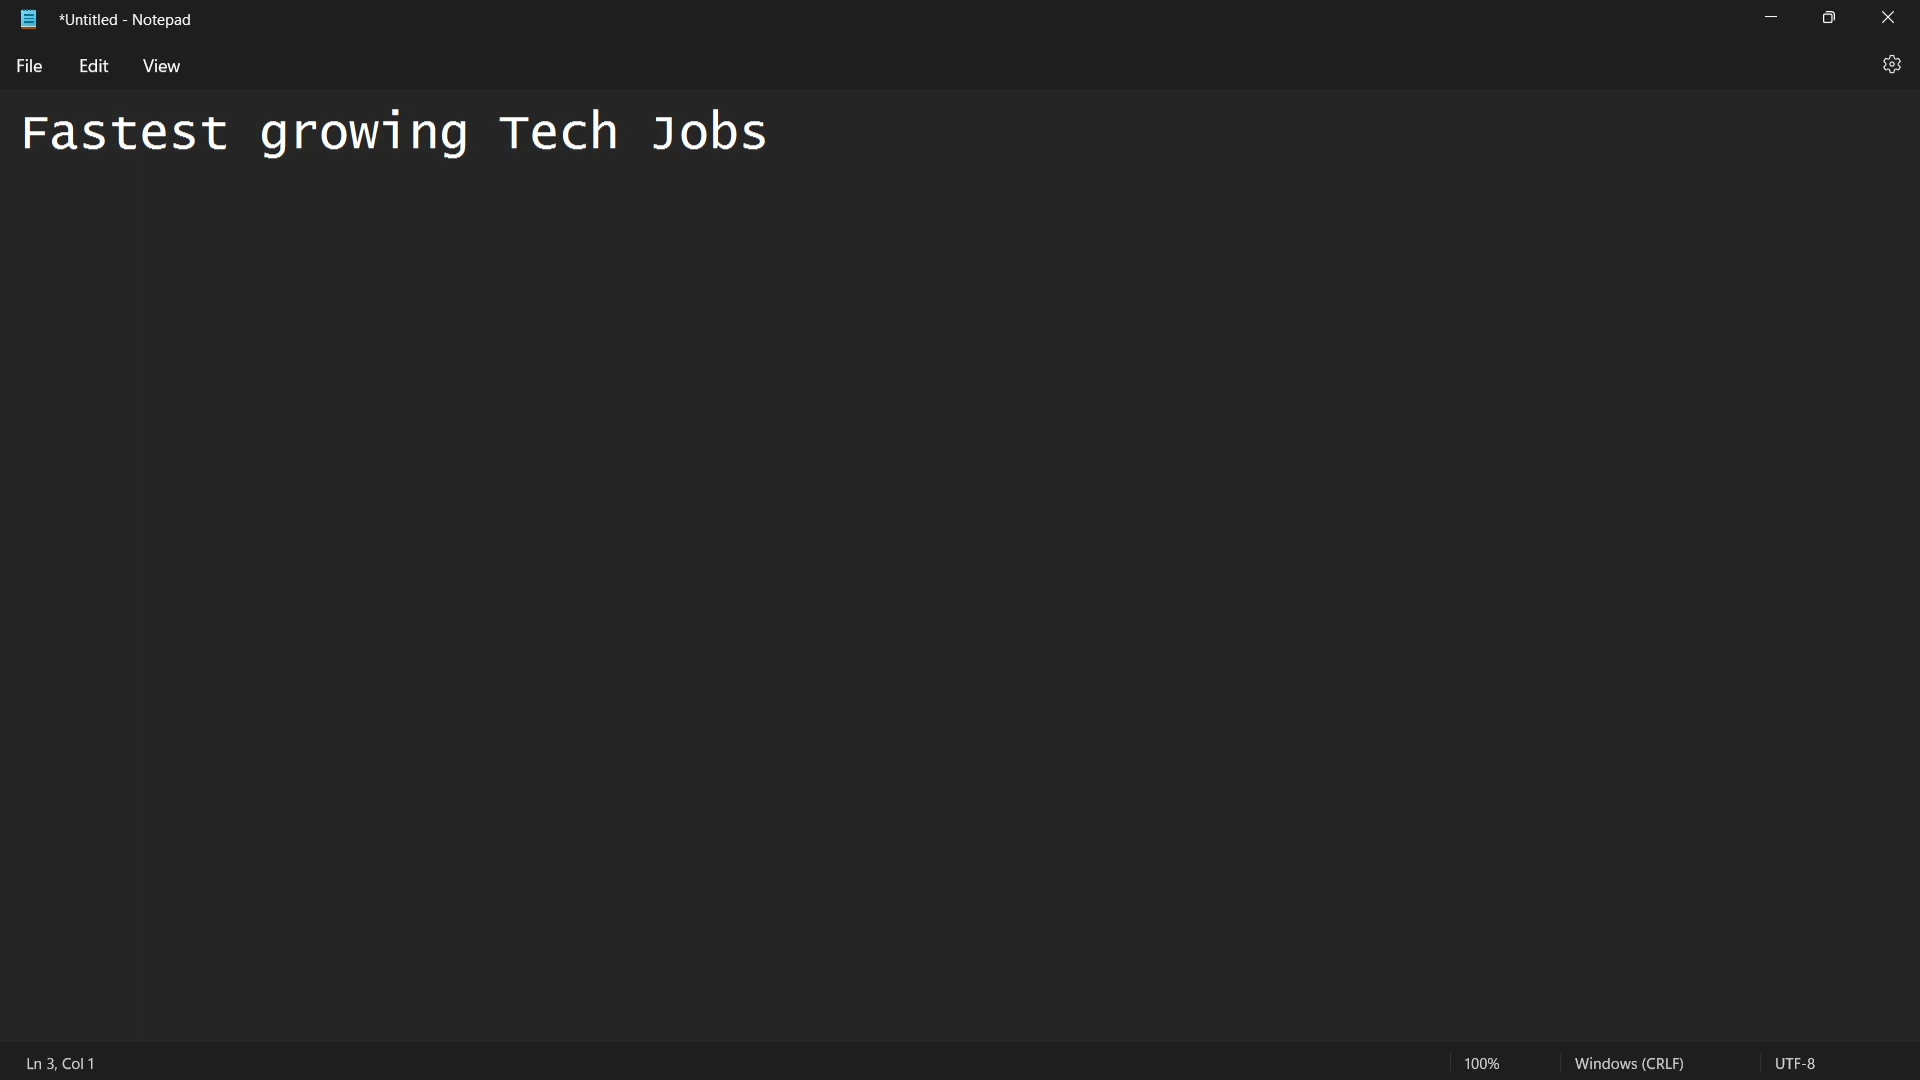 *Untitled - Notepad
File Edit View
Fastest growing Tech Jobs
Ln 3, Col 1 100% Windows (CRLF) UTF-8